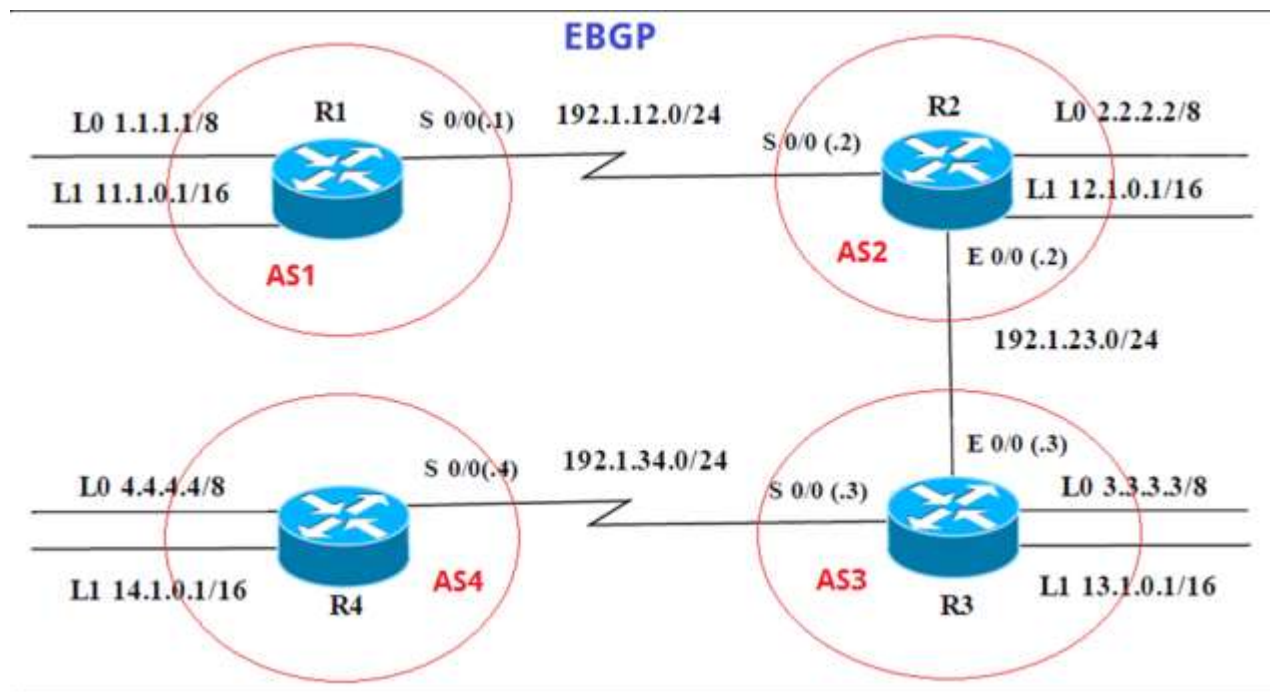 EBGP
L0 1.1.1.1/8
R1
S 0/0(.1)
192.1.12.0/24
R2
L0 2.2.2.2/8
S 0/0 (.2)
L1 11.1.0.1/16
L1 12.1.0.1/16
AS1
AS2
E 0/0 (.2)
192.1.23.0/24
E 0/0 (.3)
L0 4.4.4.4/8
S 0/0(.4)
192.1.34.0/24
S 0/0 (.3)
L0 3.3.3.3/8
L1 14.1.0.1/16
R4
AS4
AS3
R3
L1 13.1.0.1/16